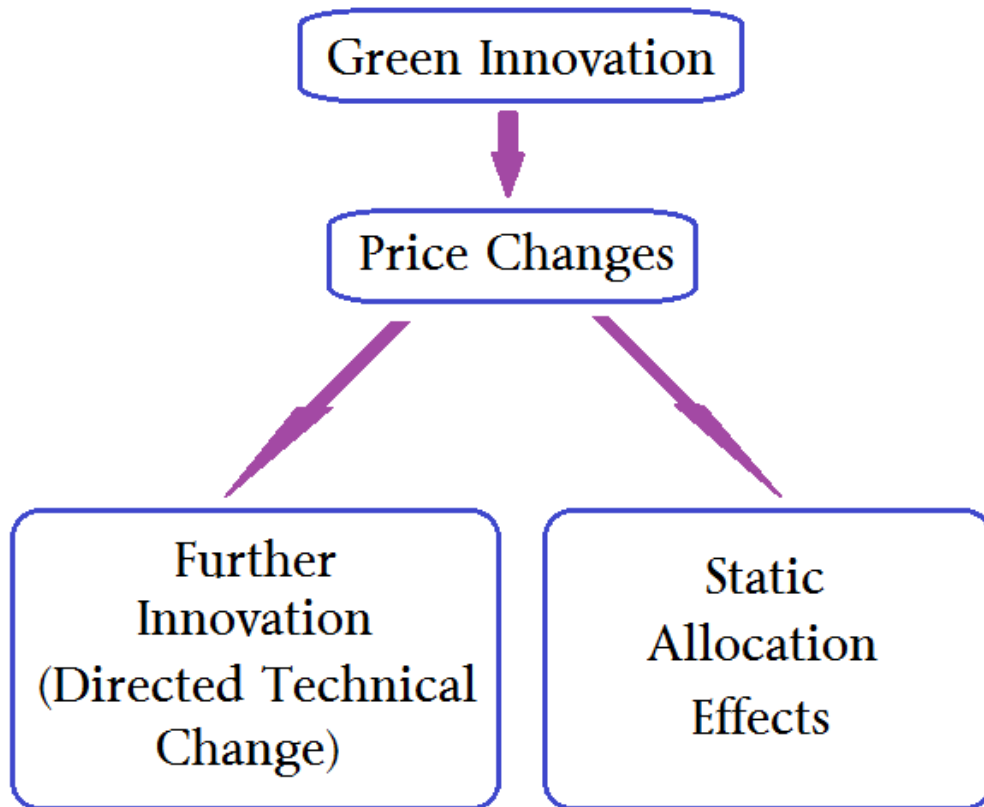 Green Innovation
Price Changes
Further
Innovation
(Directed Technical
Change)
Static
Allocation
Effects